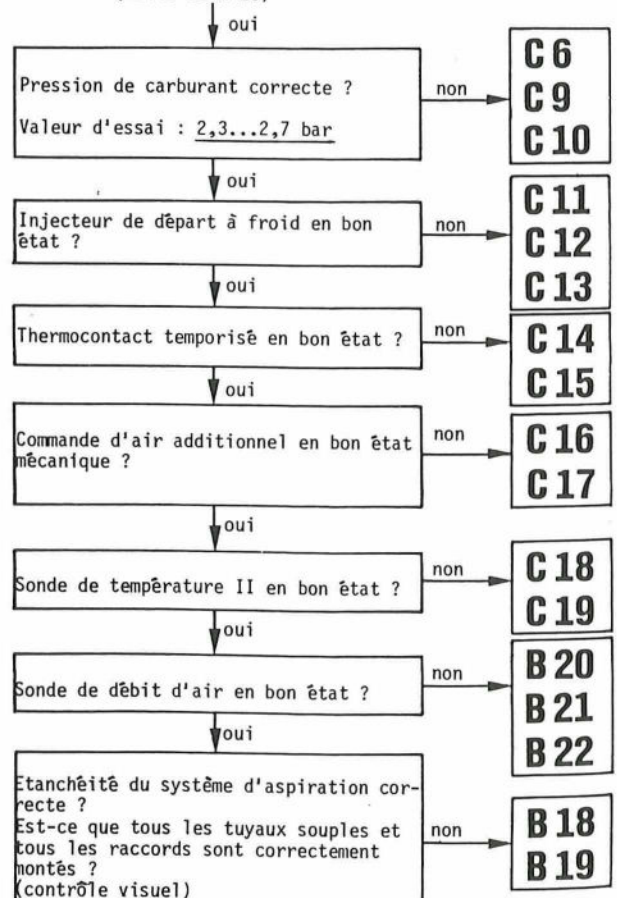 oui
Pression de carburant correcte ?
Valeur d'essai : 2,3...2,7 bar
non
C 6
C 9
C 10
oui
Injecteur de départ à froid en bon
état ?
non
C 11
C 12
C 13
oui
Thermocontact temporisé en bon état ?
non
C 14
C 15
oui
Commande d'air additionnel en bon état
mécanique ?
non
C 16
C 17
oui
Sonde de température II en bon état ?
non
C 18
C 19
oui
Sonde de débit d'air en bon état ?
non
B 20
B 21
B 22
oui
Etanchéité du système d'aspiration cor-
recte ?
Est-ce que tous les tuyaux souples et
tous les raccords sont correctement
montés ?
(contrôle visuel)
non
B 18
B 19